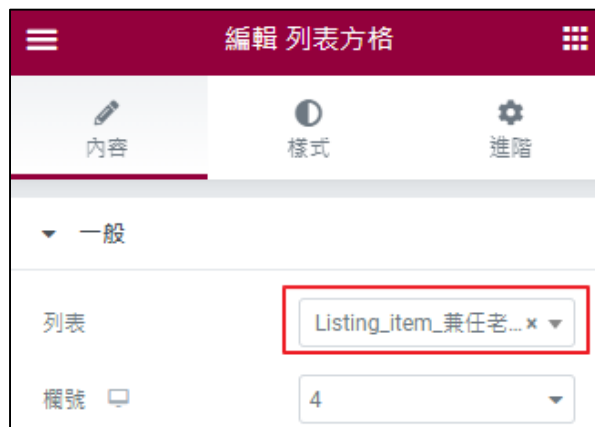 編輯 列表方格
內容
樣式
進階
一般
列表
Listing_item_兼任老...× 
欄號
4